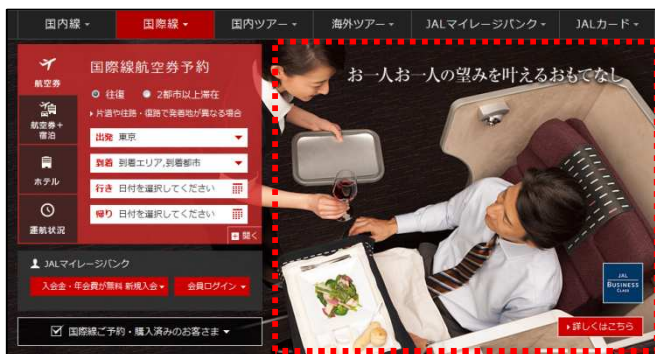 国内線
国際線
国内ツアー
海外ツアー
JALマイレージバンク
JALカード
航空券
航空券+
宿泊
ホテル
運航状況
国際線航空券予約
往復 2都市以上滞在
片道や往路・復路で発着地が異なる場合
出発 東京
到着 到着エリア,到着都市
行き 日付を選択してください
帰り 日付を選択してください
開く
JALマイレージバンク
入会金・年会費が無料 新規入会
会員ログイン
国際線ご予約・購入済みのお客さま
お一人お一人の望みを叶えるおもてなし
JAL
BUSINESS
CLASS
詳しくはこちら